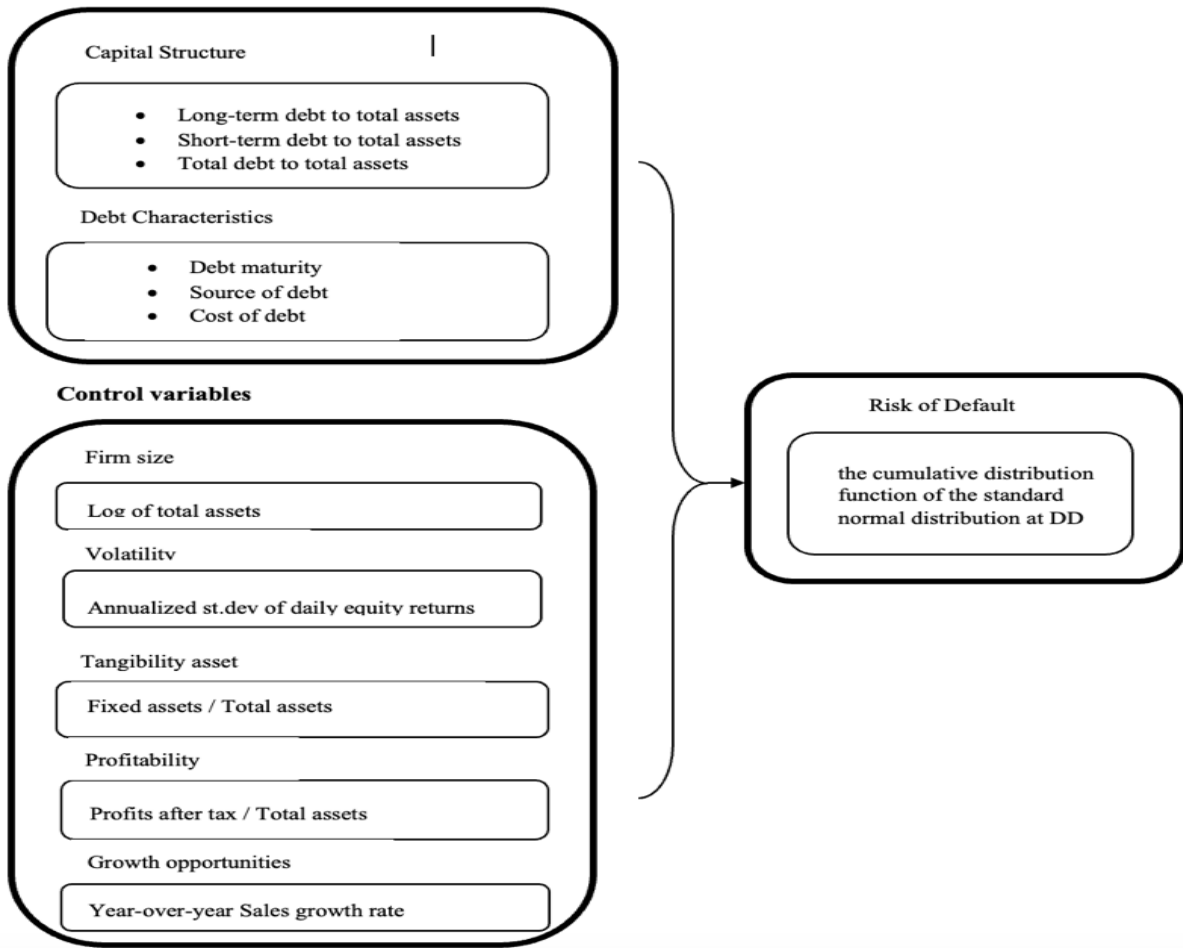 Capital Structure
• Long-term debt to total assets
• Short-term debt to total assets
• Total debt to total assets
Debt Characteristics
• Debt maturity
• Source of debt
• Cost of debt
Control variables
Firm size
Log of total assets
Volatility
Annualized st.dev of daily equity returns
Tangibility asset
Fixed assets / Total assets
Profitability
Profits after tax / Total assets
Growth opportunities
Year-over-year Sales growth rate
Risk of Default
the cumulative distribution
function of the standard
normal distribution at DD